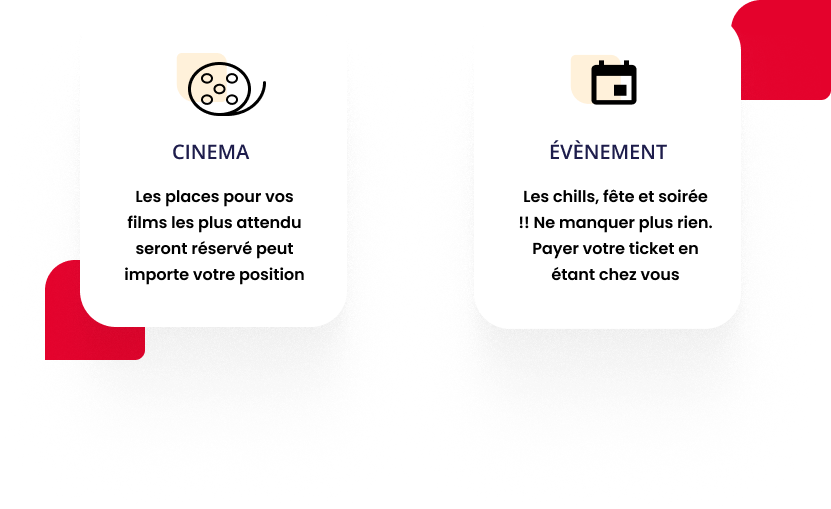 CINEMA
Les places pour vos
films les plus attendu
seront réservé peut
importe votre position
ÉVÈNEMENT
Les chills, fête et soirée
!! Ne manquer plus rien.
Payer votre ticket en
étant chez vous